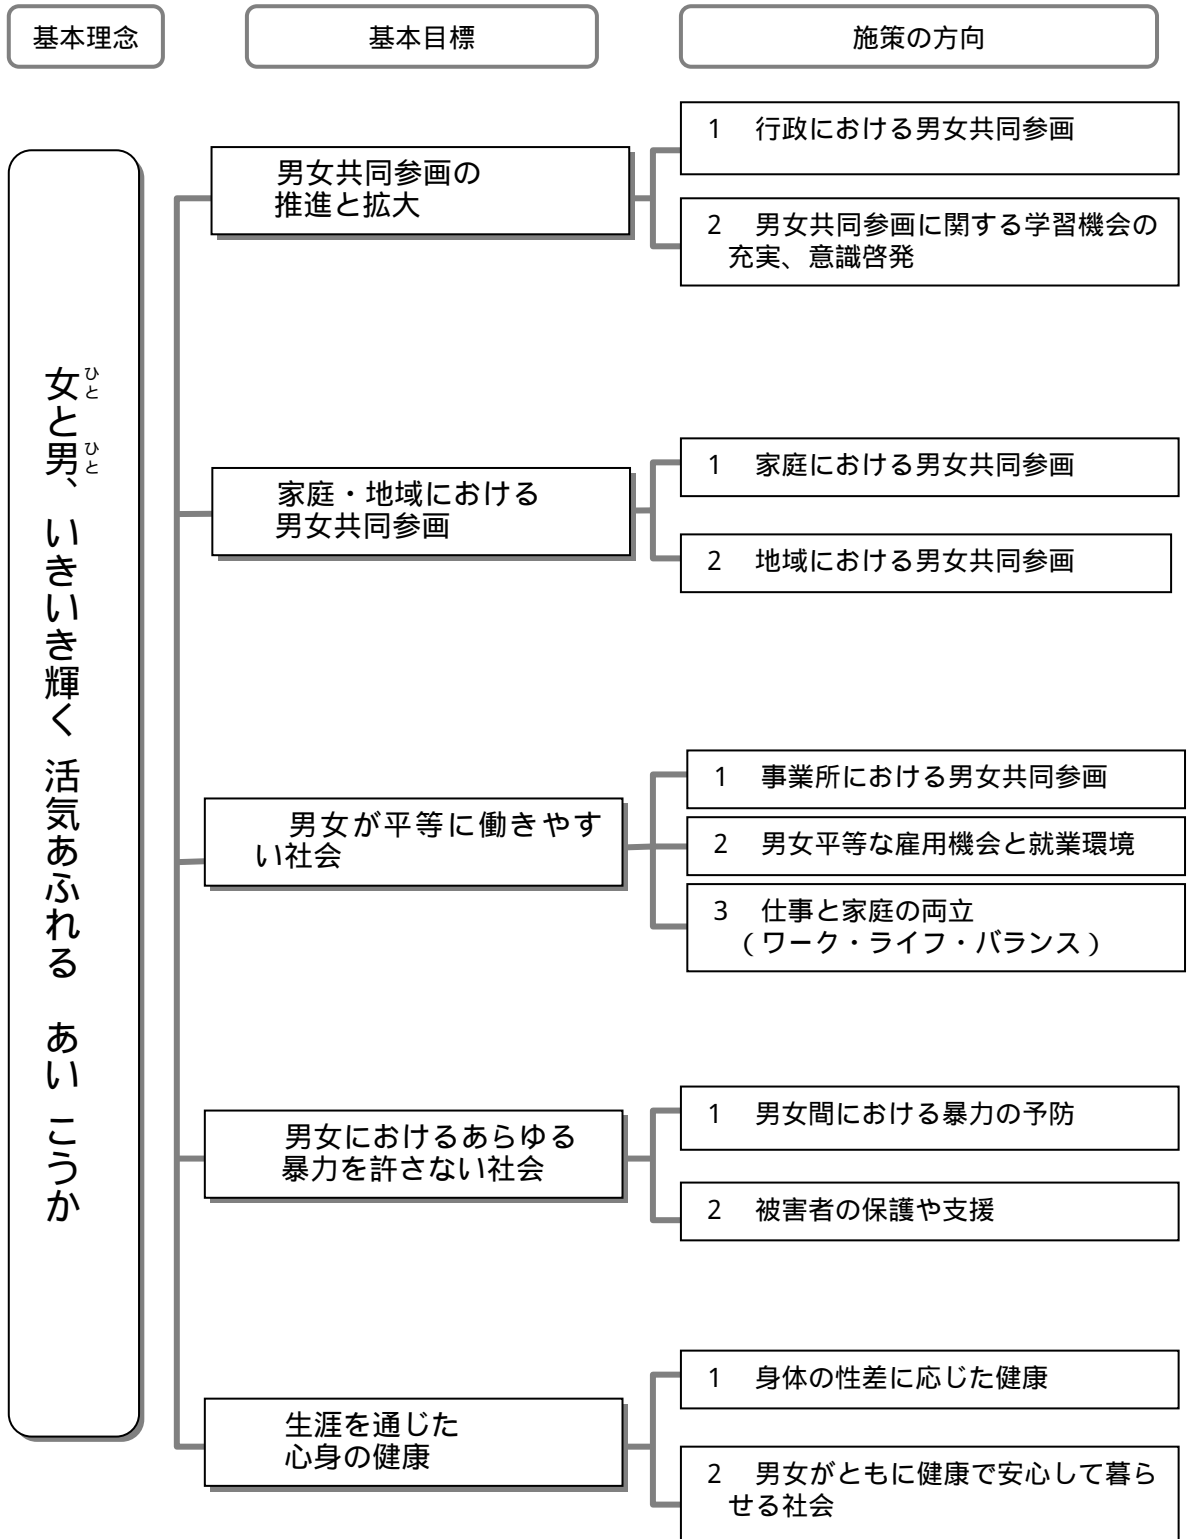 基本理念
基本目標
施策の方向
女と男、いきいき輝く 活気あふれる あい こうか
ひと
ひと
男女共同参画の
推進と拡大
1 行政における男女共同参画
2 男女共同参画に関する学習機会の
充実、意識啓発
家庭・地域における
男女共同参画
1 家庭における男女共同参画
2 地域における男女共同参画
男女が平等に働きやす
い社会
1 事業所における男女共同参画
2 男女平等な雇用機会と就業環境
3 仕事と家庭の両立
(ワーク・ライフ・バランス)
男女におけるあらゆる
暴力を許さない社会
1 男女間における暴力の予防
2 被害者の保護や支援
生涯を通じた
心身の健康
1 身体の性差に応じた健康
2 男女がともに健康で安心して暮ら
せる社会